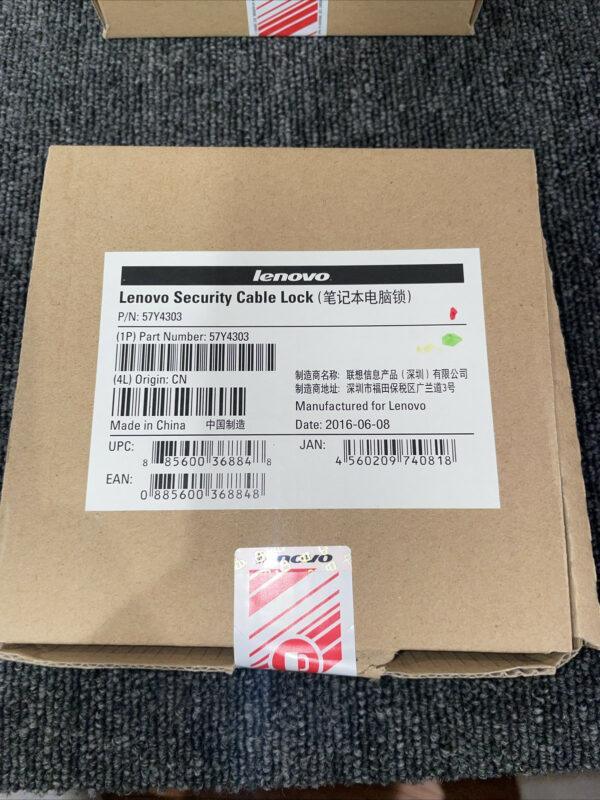 lenovo
Lenovo Security Cable Lock (笔记本电脑锁)
P/N: 57Y4303
(1P) Part Number: 57Y4303
(4L) Origin: CN
制造商名称: 联想信息产品(深圳)有限公司
制造商地址: 深圳市福田保税区广兰道3号
Manufactured for Lenovo
Made in China 中国制造
Date: 2016-06-08
UPC: 8 85600 36884 8
JAN: 4 560209 740818
EAN: 0 885600 368848
lenovo